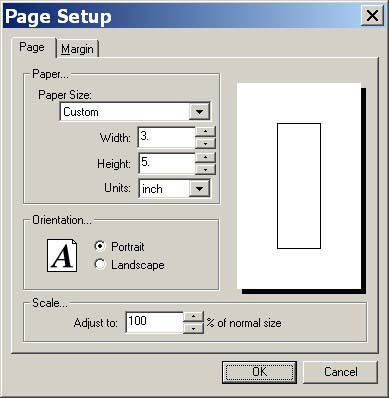 Page Setup
Page Margin
Paper...
Paper Size:
Custom
Width: 3.
Height: 5.
Units: inch
Orientation...
A
Portrait
Landscape
Scale...
Adjust to: 100 % of normal size
OK Cancel